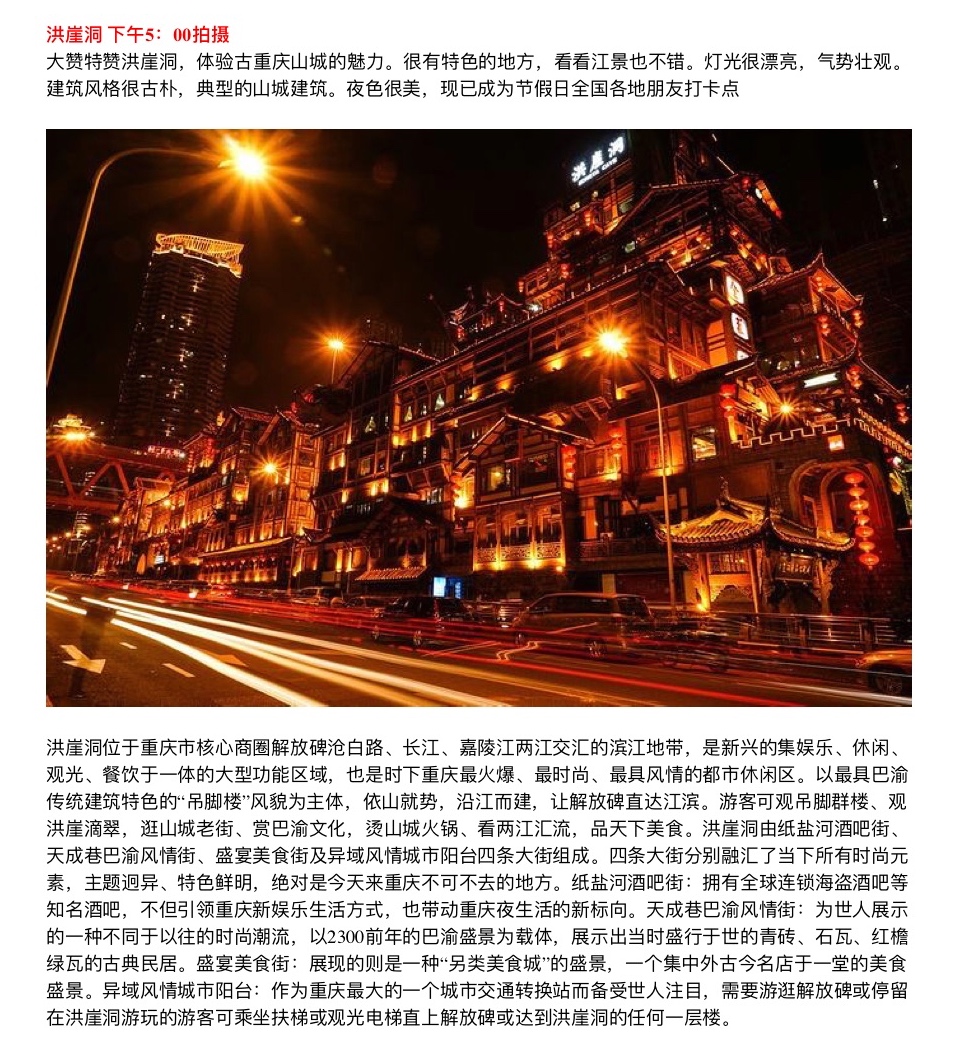 洪崖洞 下午5：00拍摄
大赞特赞洪崖洞，体验古重庆山城的魅力。很有特色的地方，看看江景也不错。灯光很漂亮，气势壮观。
建筑风格很古朴，典型的山城建筑。夜色很美，现已成为节假日全国各地朋友打卡点
洪崖洞
洪崖洞位于重庆市核心商圈解放碑沧白路、长江、嘉陵江两江交汇的滨江地带，是新兴的集娱乐、休闲、
观光、餐饮于一体的大型功能区域，也是时下重庆最火爆、最时尚、最具风情的都市休闲区。以最具巴渝
传统建筑特色的“吊脚楼”风貌为主体，依山就势，沿江而建，让解放碑直达江滨。游客可观吊脚群楼、观
洪崖滴翠，逛山城老街、赏巴渝文化，烫山城火锅、看两江汇流，品天下美食。洪崖洞由纸盐河酒吧街、
天成巷巴渝风情街、盛宴美食街及异域风情城市阳台四条大街组成。四条大街分别融汇了当下所有时尚元
素，主题迥异、特色鲜明，绝对是今天来重庆不可不去的地方。纸盐河酒吧街：拥有全球连锁海盗酒吧等
知名酒吧，不但引领重庆新娱乐生活方式，也带动重庆夜生活的新标向。天成巷巴渝风情街：为世人展示
的一种不同于以往的时尚潮流，以2300前年的巴渝盛景为载体，展示出当时盛行于世的青砖、石瓦、红檐
绿瓦的古典民居。盛宴美食街：展现的则是一种“另类美食城”的盛景，一个集中外古今名店于一堂的美食
盛景。异域风情城市阳台：作为重庆最大的一个城市交通转换站而备受世人注目，需要游逛解放碑或停留
在洪崖洞游玩的游客可乘坐扶梯或观光电梯直上解放碑或达到洪崖洞的任何一层楼。